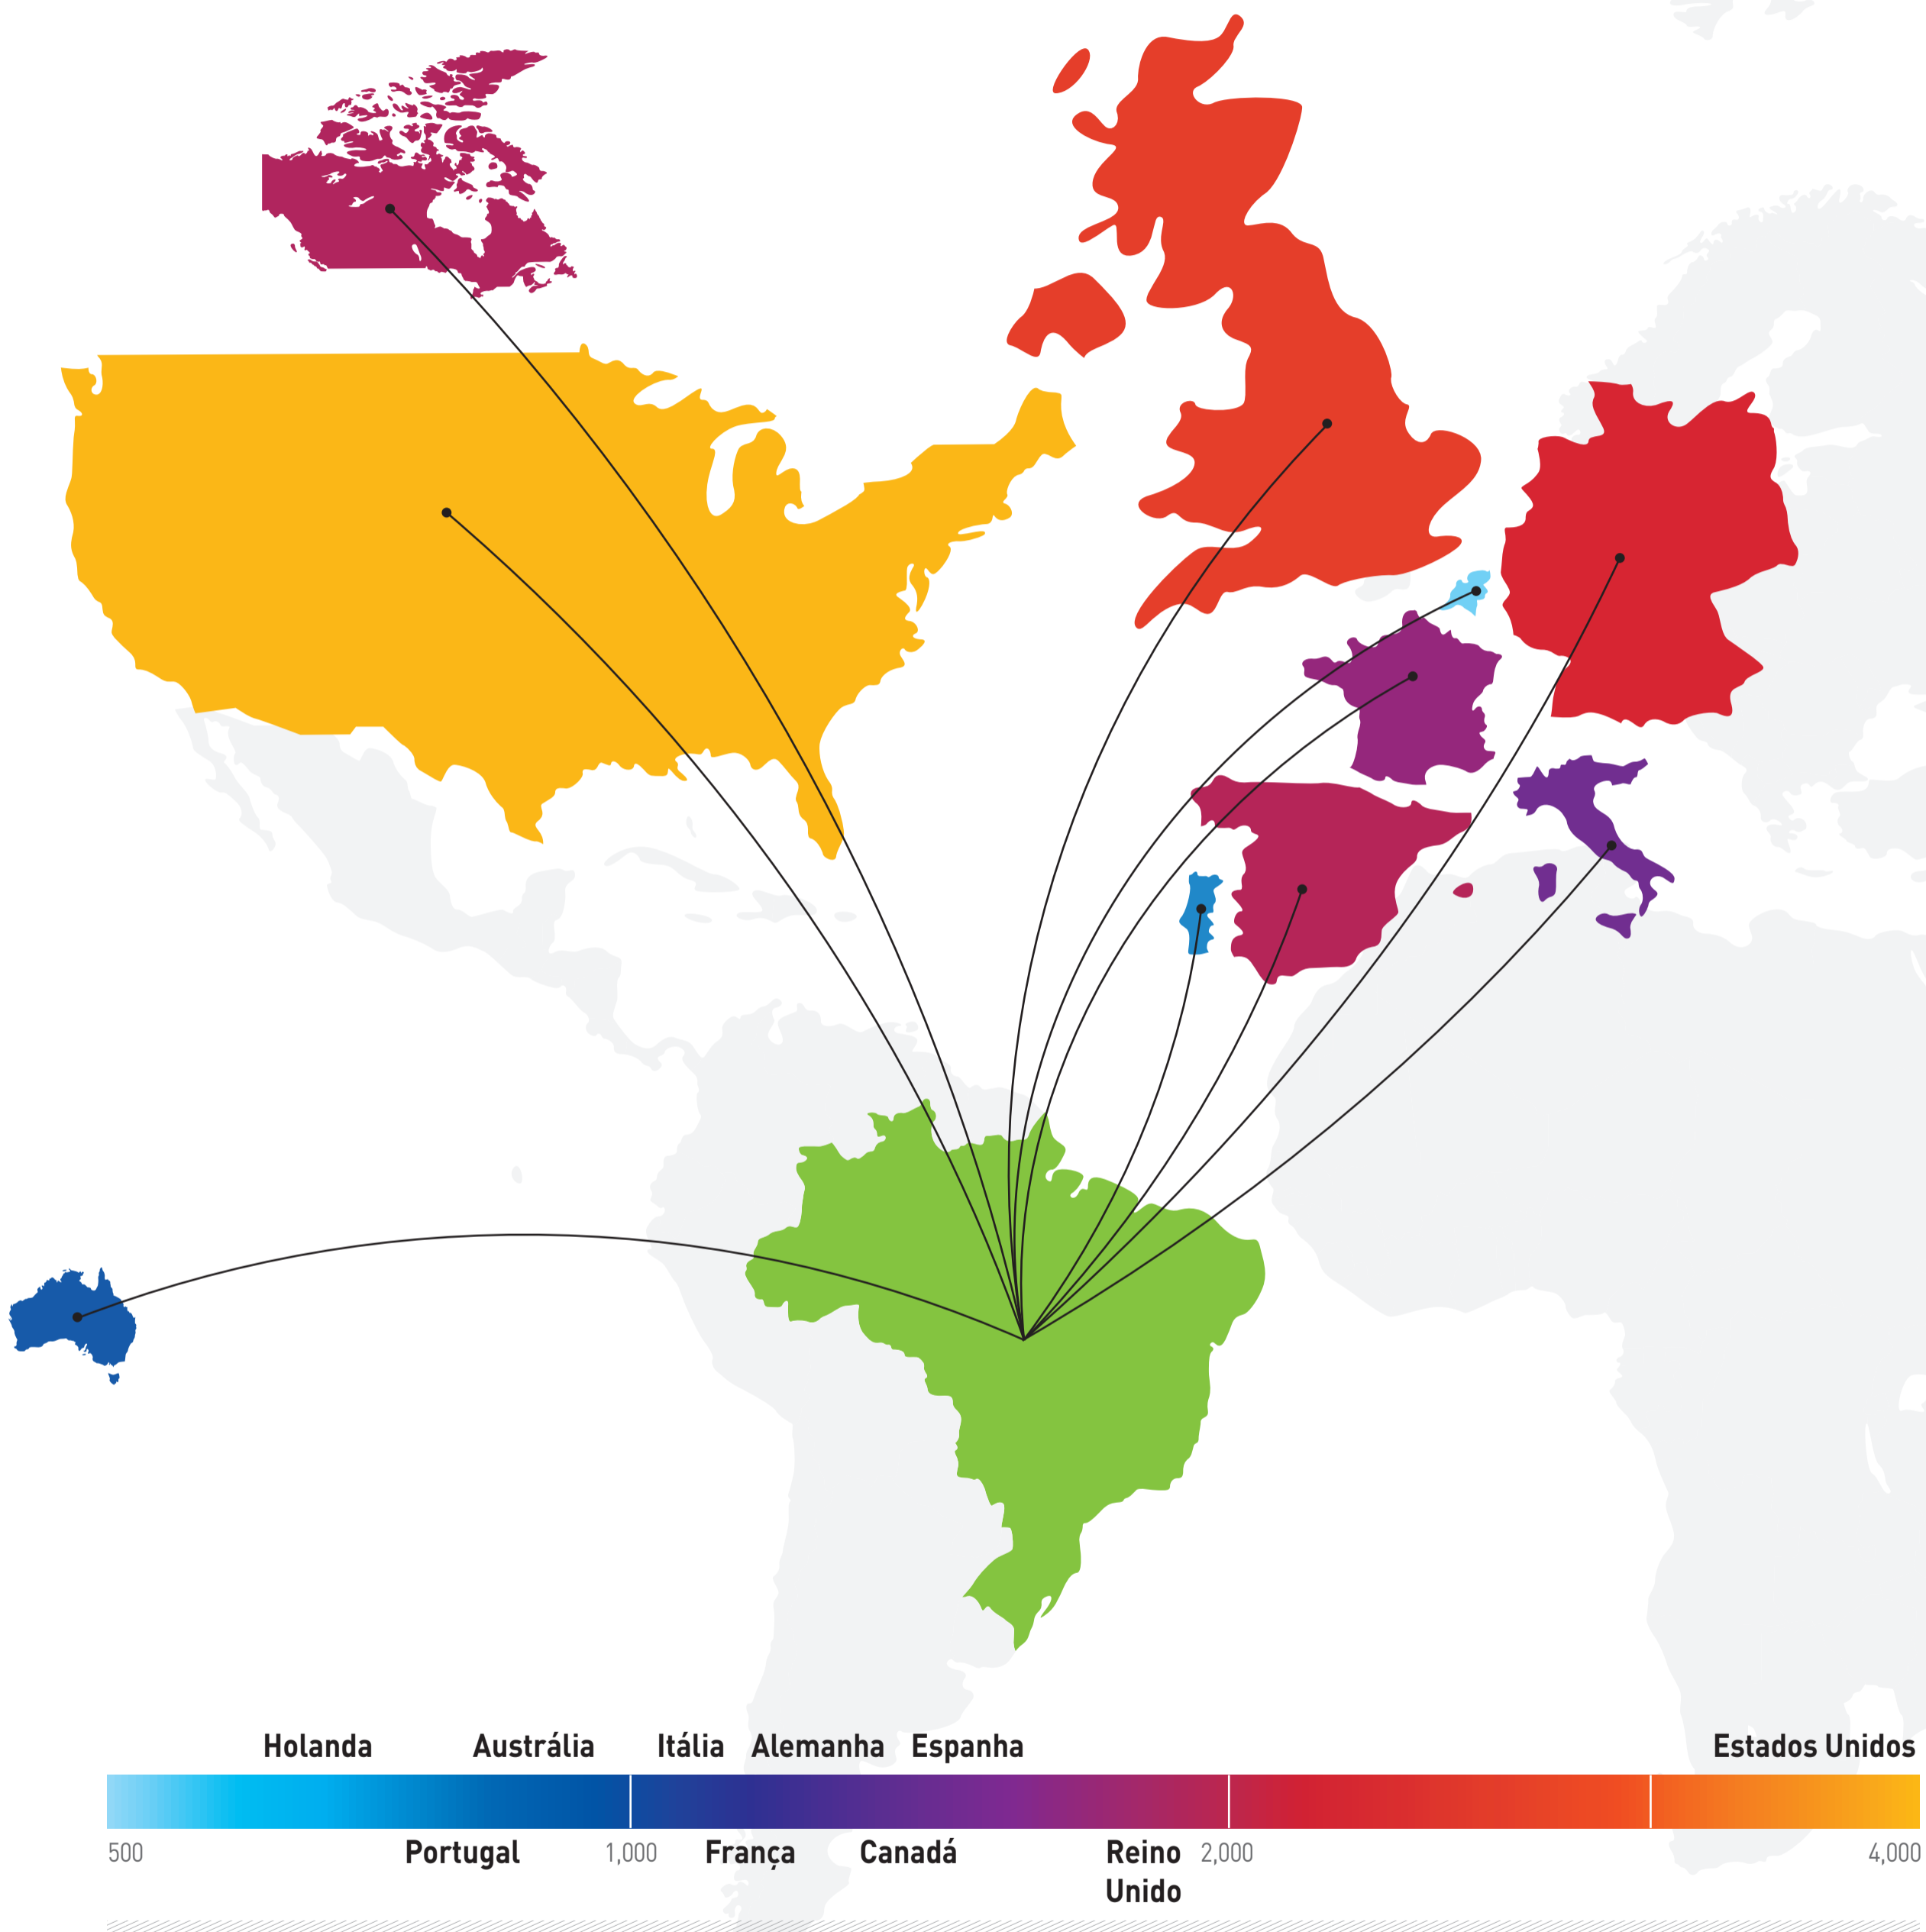 Holanda Austrália Itália Alemanha Espanha Estados Unidos
500 Portugal 1,000 França Canadá Reino 2,000 4,000
Unido